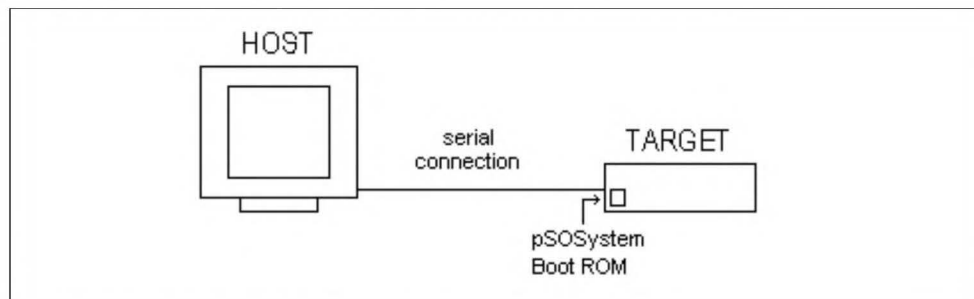 HOST
serial
connection
TARGET
pSOSystem
Boot ROM